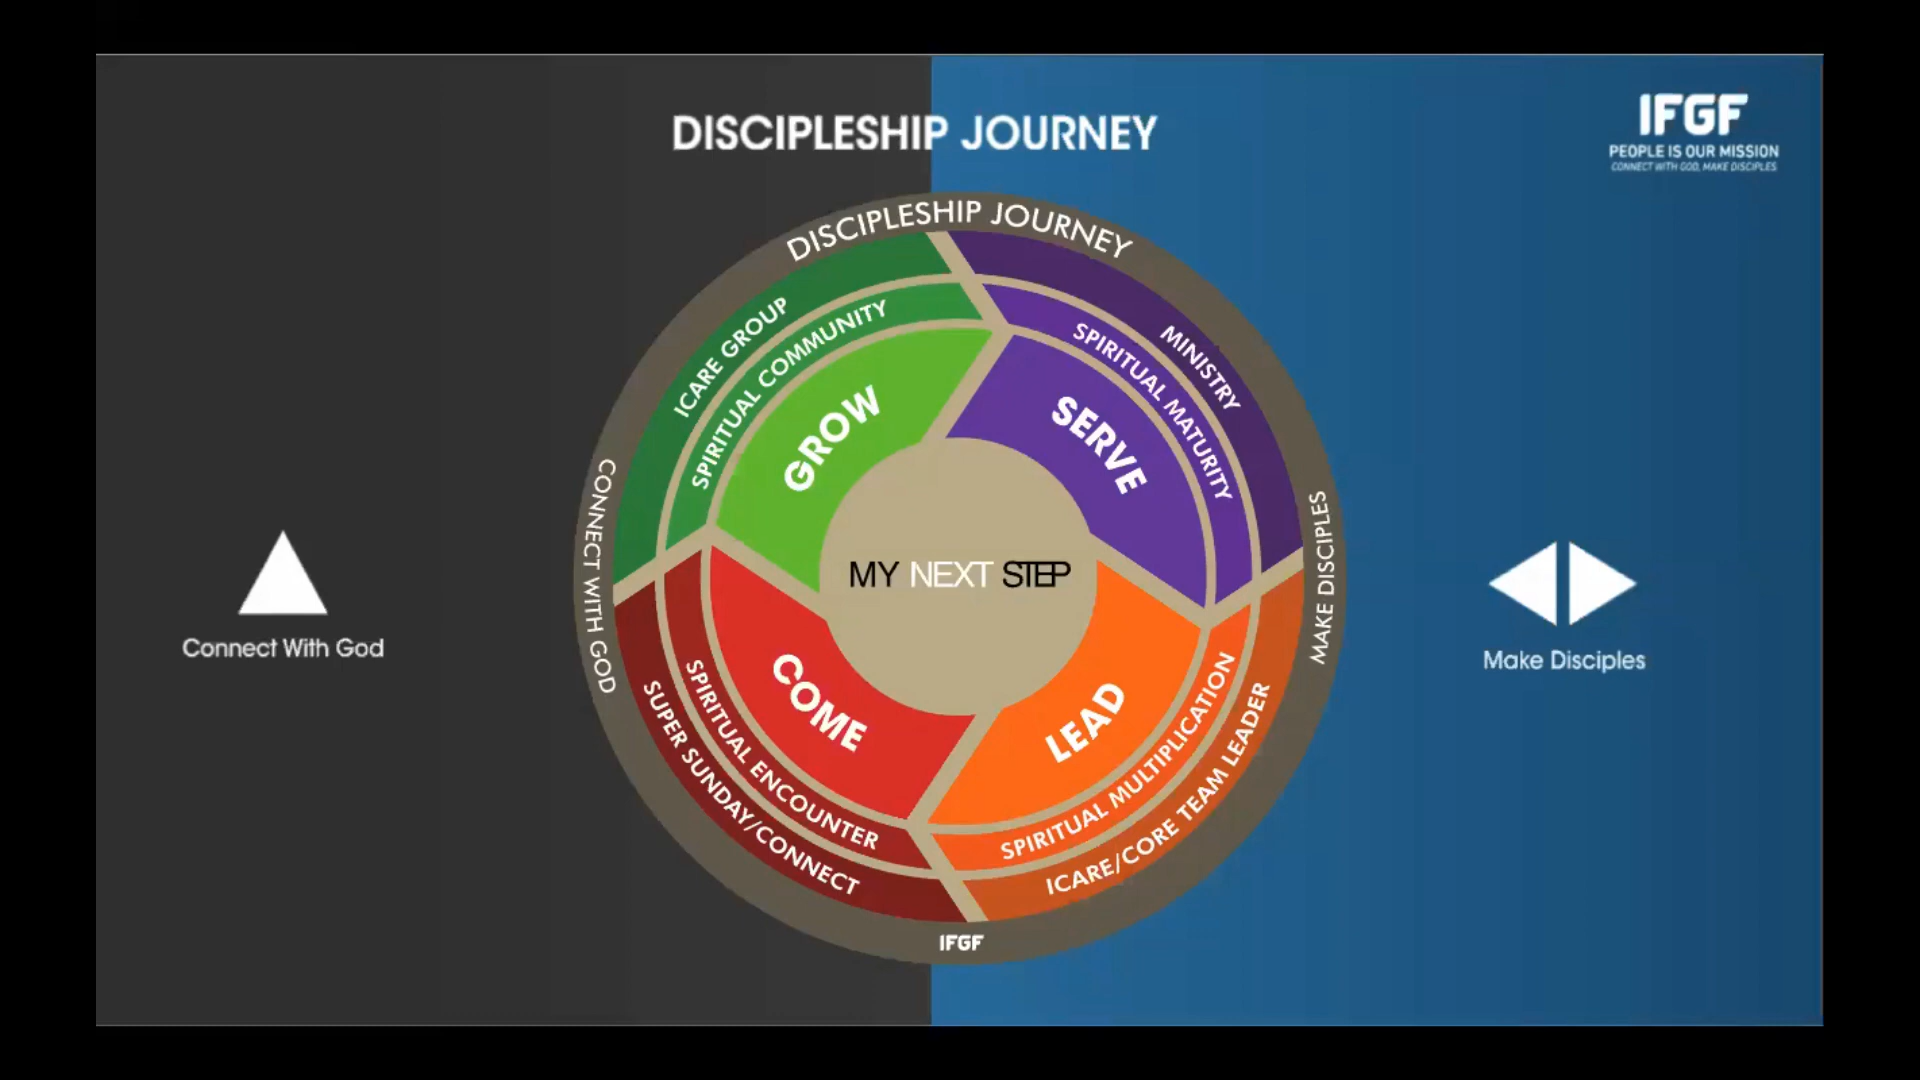 DISCIPLESHIP JOURNEY
IFGF
PEOPLE IS OUR MISSION
CONNECT WITH GOD, MAKE DISCIPLES
DISCIPLESHIP JOURNEY
ICARE GROUP
SPIRITUAL COMMUNITY
GROW
MINISTRY
SPIRITUAL MATURITY
SERVE
CONNECT WITH GOD
MAKE DISCIPLES
MY NEXT STEP
Connect With God
Make Disciples
COME
SPIRITUAL ENCOUNTER
SUPER SUNDAY/CONNECT
LEAD
SPIRITUAL MULTIPLICATION
ICARE/CORE TEAM LEADER
IFGF